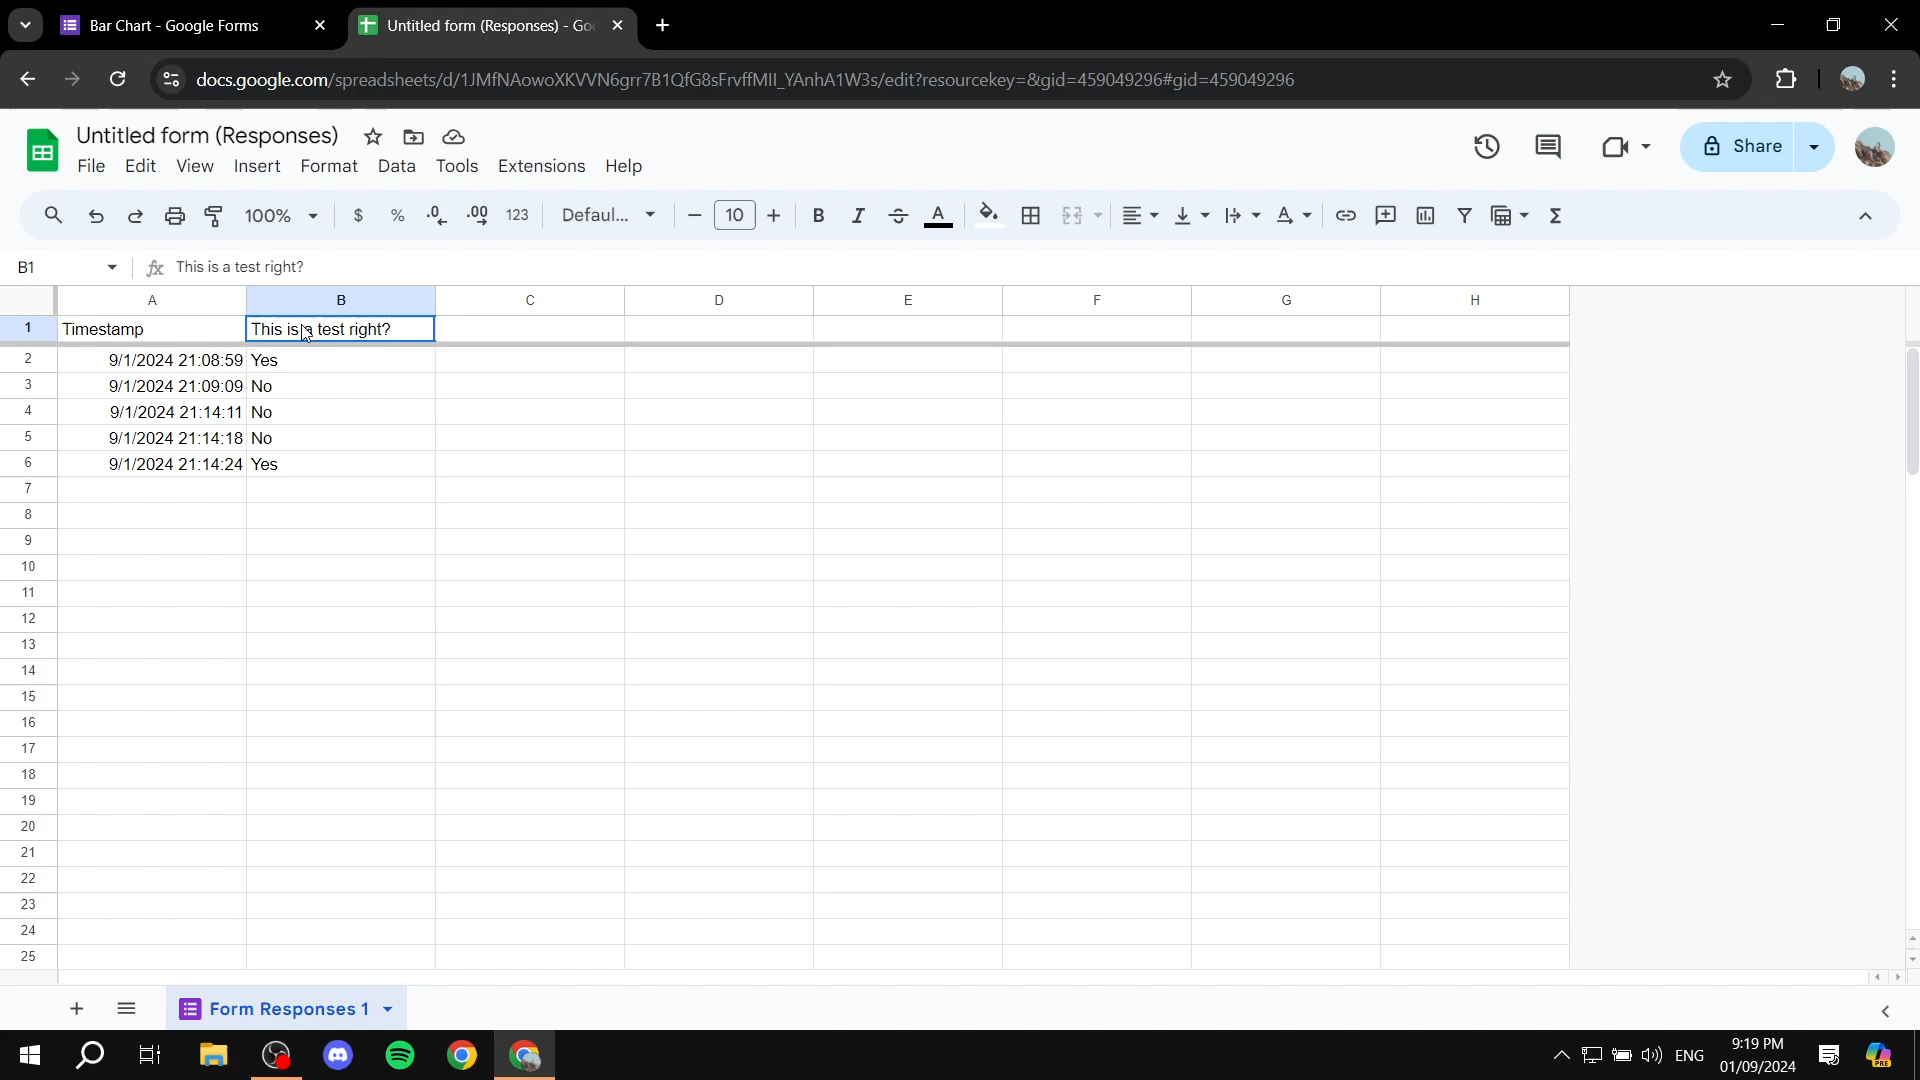 Bar Chart - Google Forms
Untitled form (Responses) - Goo
docs.google.com/spreadsheets/d/1JMfNAowoXKVVN6grr7B1QfG8sFrvffMII_YAnhA1W3s/edit?resourcekey=&gid=459049296#gid=459049296
Untitled form (Responses)
File Edit View Insert Format Data Tools Extensions Help
Share
100% $ % .0 .00 123 Defaul... 10 B I S A
B1 fx This is a test right?
A B C D E F G H
1 Timestamp This is a test right?
2 9/1/2024 21:08:59 Yes
3 9/1/2024 21:09:09 No
4 9/1/2024 21:14:11 No
5 9/1/2024 21:14:18 No
6 9/1/2024 21:14:24 Yes
7
8
9
10
11
12
13
14
15
16
17
18
19
20
21
22
23
24
25
Form Responses 1
ENG
9:19 PM
01/09/2024
PRE